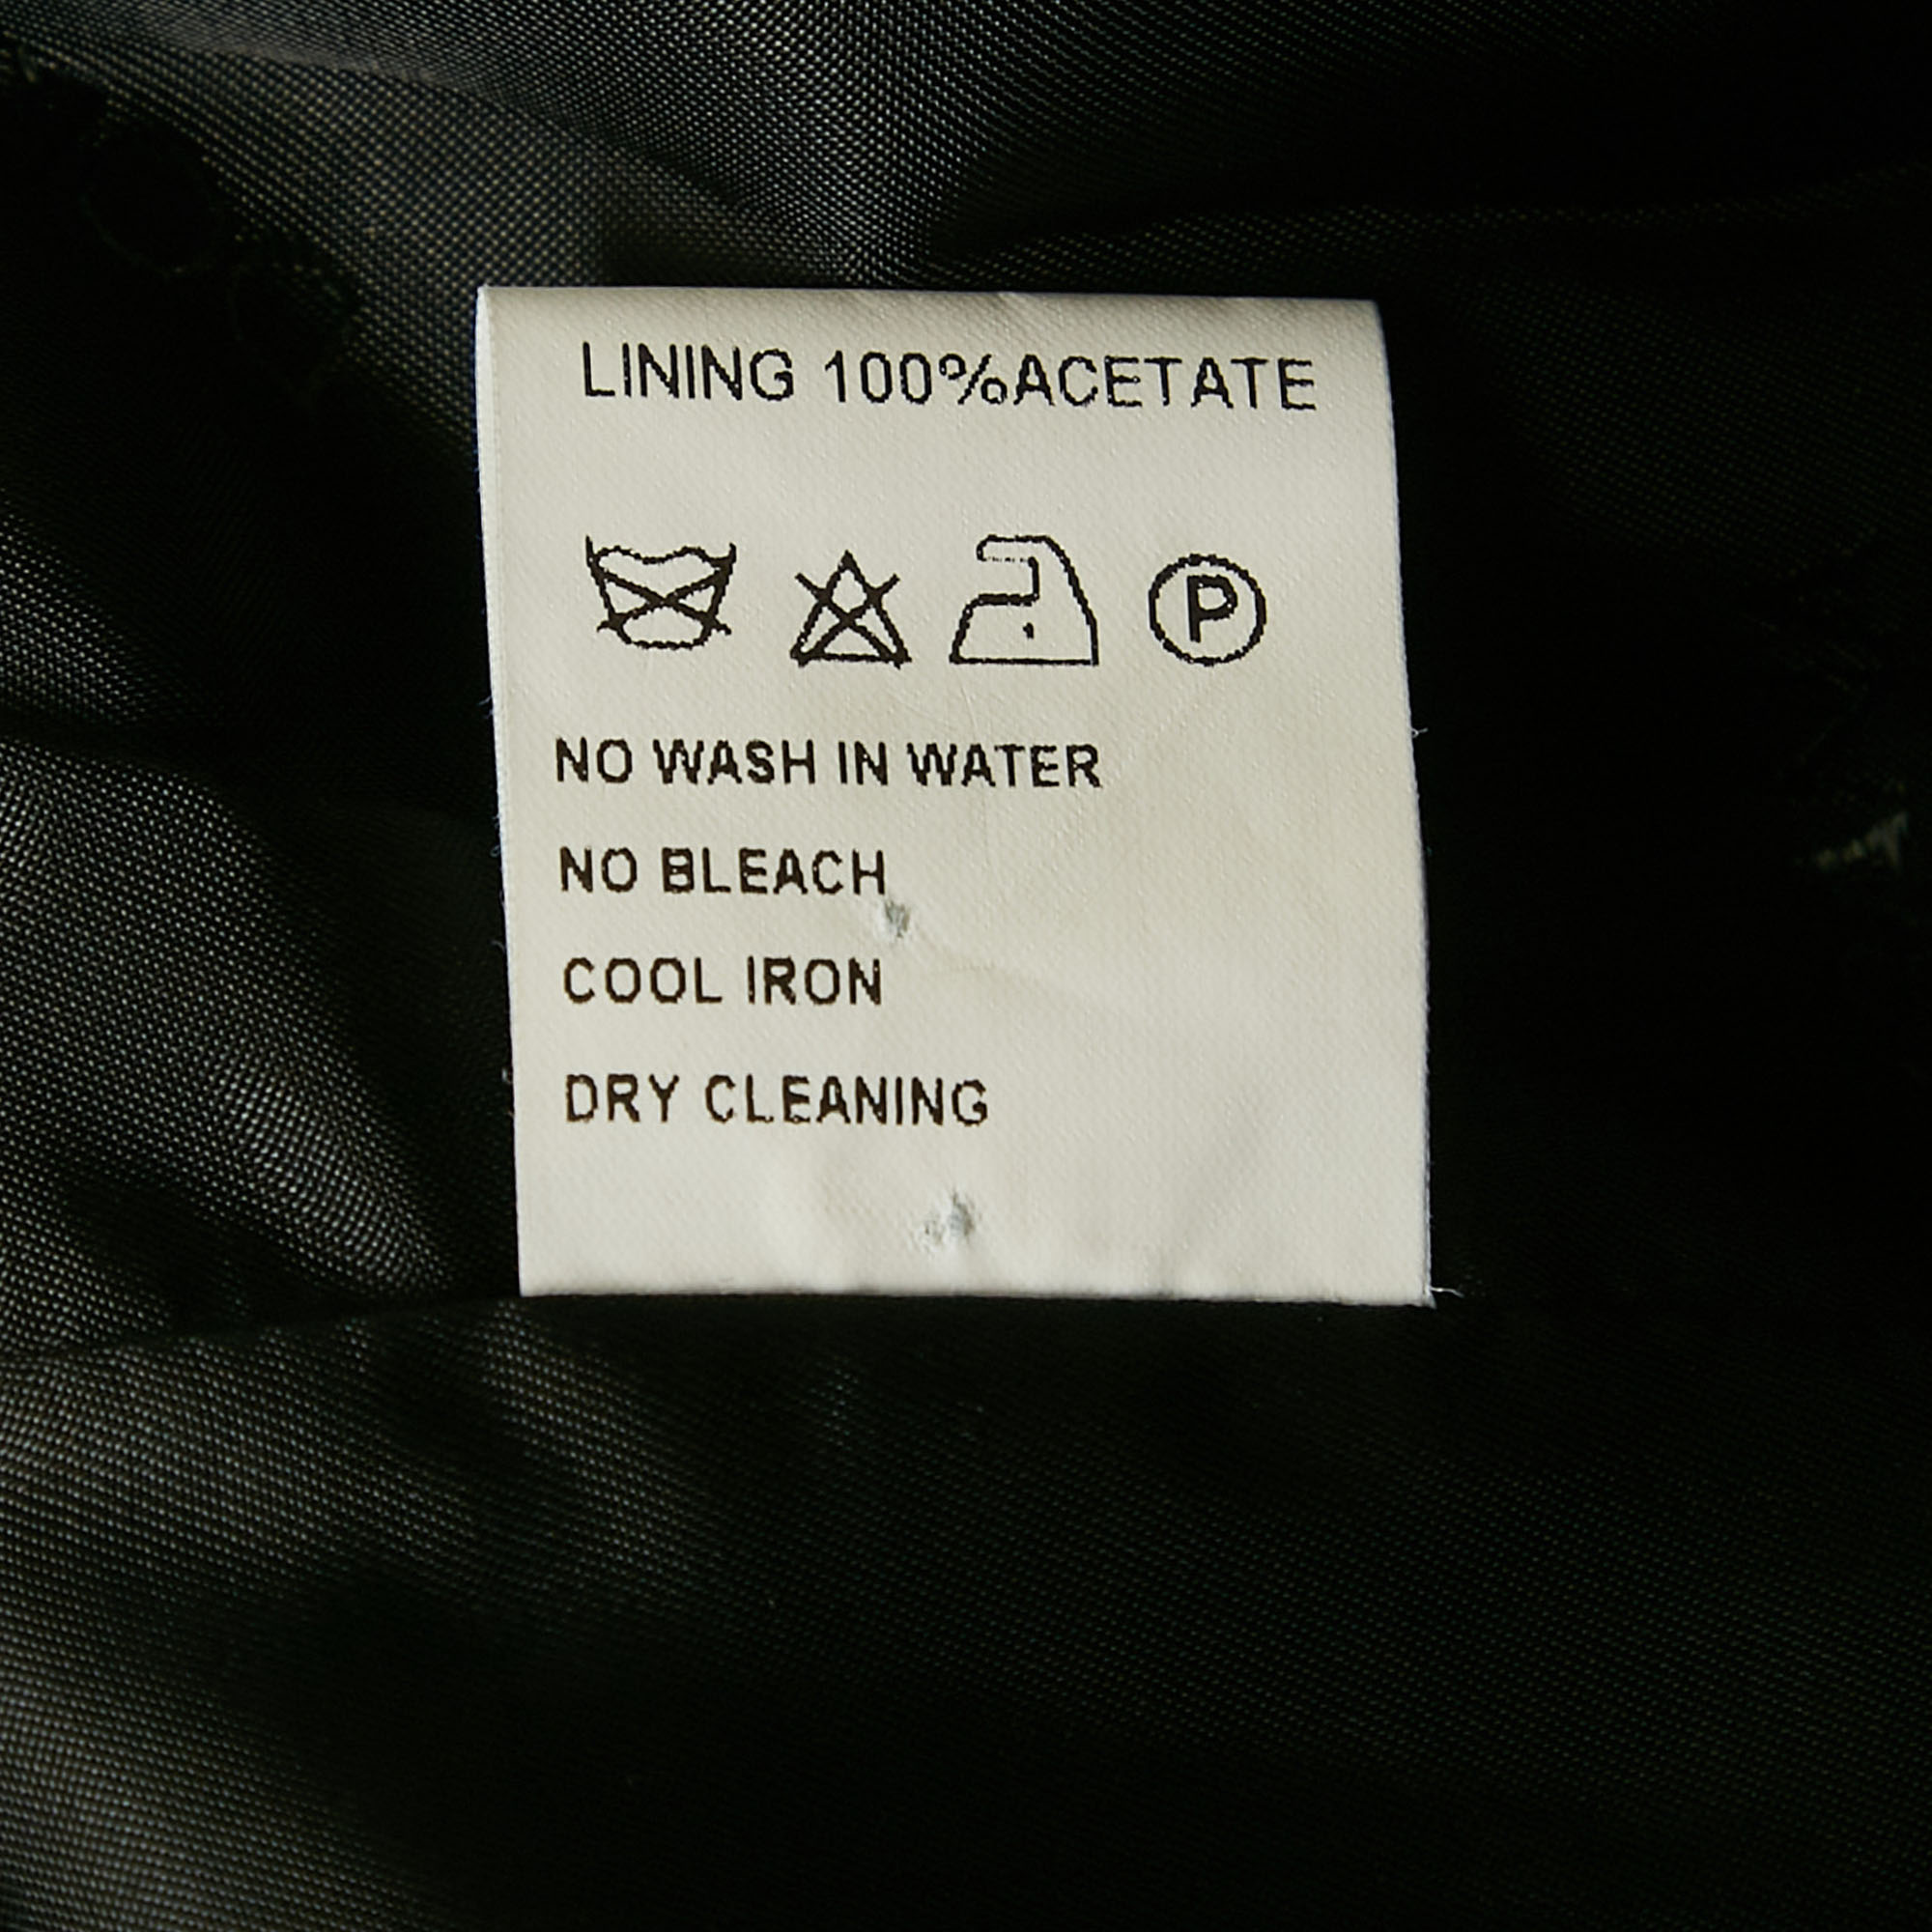 LINING 100%ACETATE
P
NO WASH IN WATER
NO BLEACH
COOL IRON
DRY CLEANING